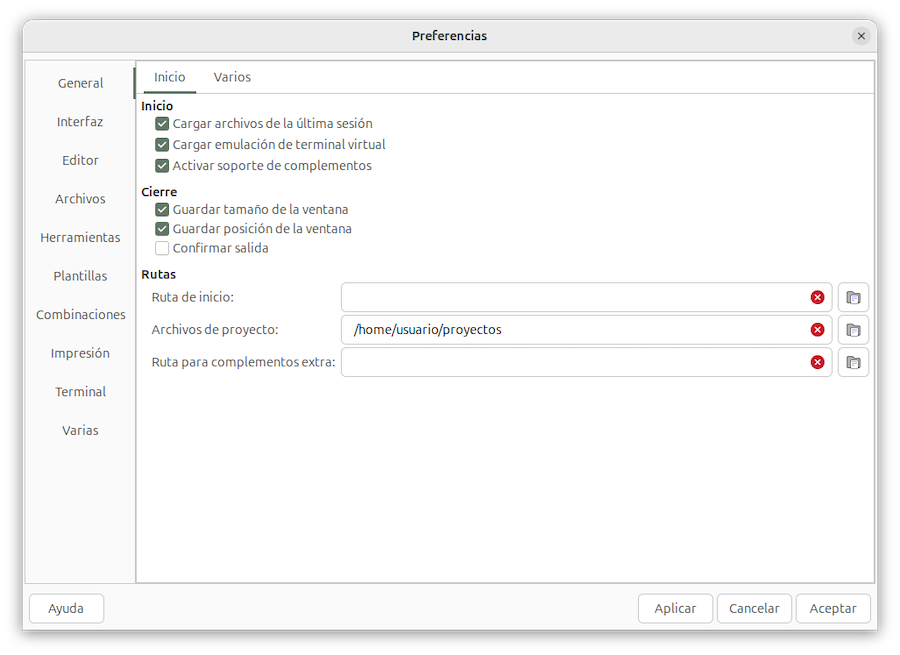 Preferencias
General
Interfaz
Editor
Archivos
Herramientas
Plantillas
Combinaciones
Impresión
Terminal
Varias
Inicio Varios
Inicio
Cargar archivos de la última sesión
Cargar emulación de terminal virtual
Activar soporte de complementos
Cierre
Guardar tamaño de la ventana
Guardar posición de la ventana
Confirmar salida
Rutas
Ruta de inicio:
Archivos de proyecto: /home/usuario/proyectos
Ruta para complementos extra:
Ayuda Aplicar Cancelar Aceptar